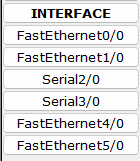 INTERFACE
FastEthernet0/0
FastEthernet1/0
Serial2/0
Serial3/0
FastEthernet4/0
FastEthernet5/0